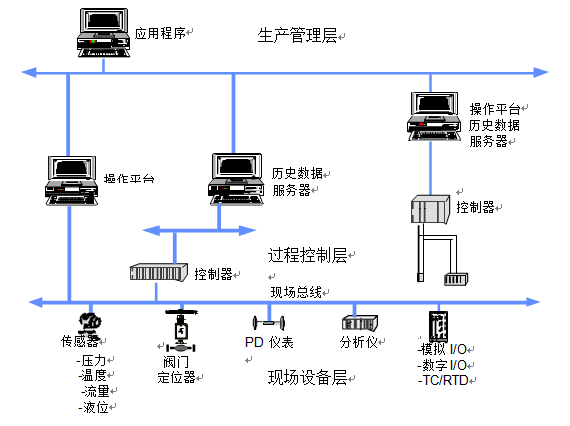 应用程序
生产管理层
操作平台
历史数据
服务器
操作平台
历史数据
服务器
控制器
过程控制层
控制器
现场总线
传感器
-压力
-温度
-流量
-液位
阀门
定位器
PD 仪表
分析仪
-模拟 I/O
-数字 I/O
-TC/RTD
现场设备层